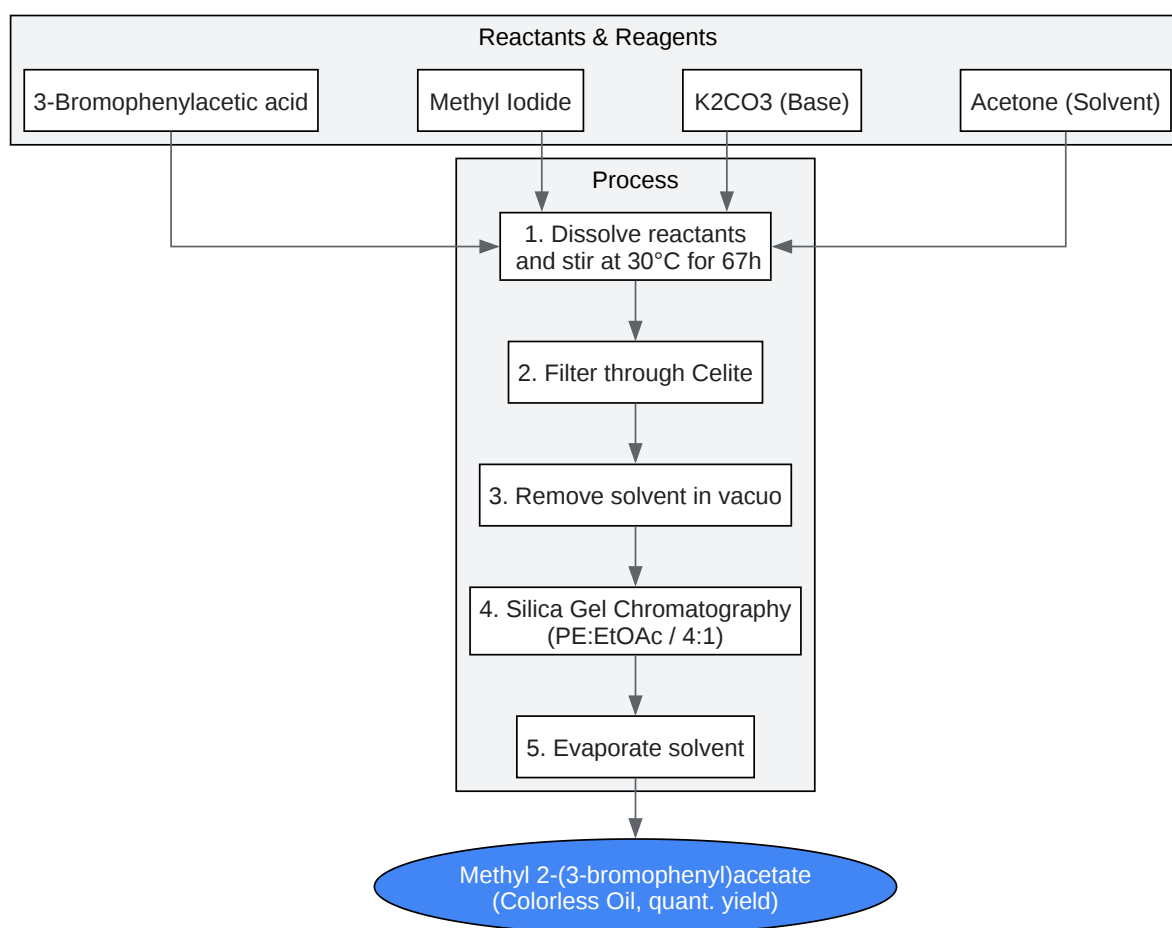 Reactants & Reagents
3-Bromophenylacetic acid
Methyl Iodide
K2CO3 (Base)
Acetone (Solvent)
Process
1. Dissolve reactants
and stir at 30°C for 67h
2. Filter through Celite
3. Remove solvent in vacuo
4. Silica Gel Chromatography
(PE:EtOAc / 4:1)
5. Evaporate solvent
Methyl 2-(3-bromophenyl)acetate
(Colorless Oil, quant. yield)